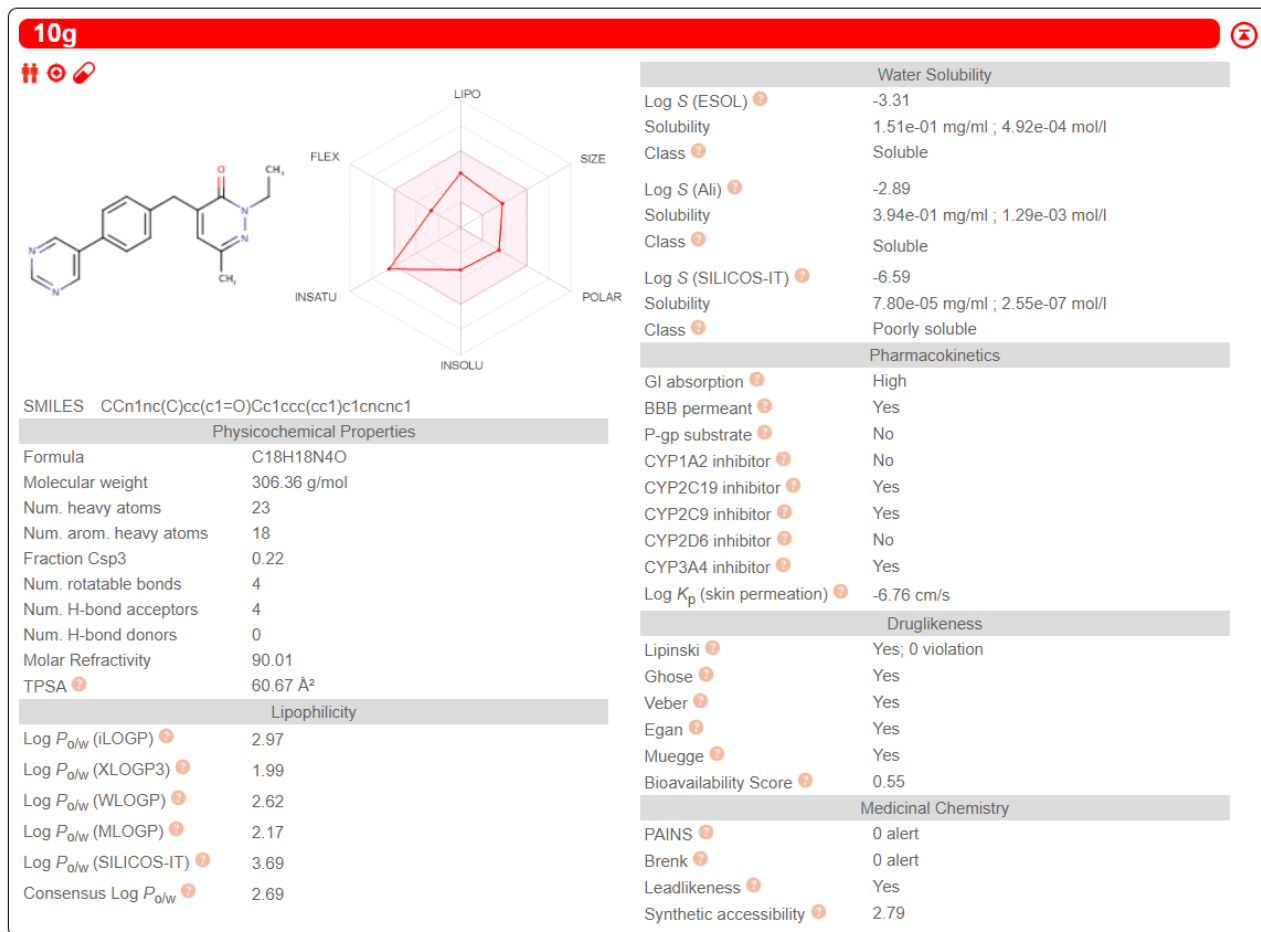 10g
LIPO
FLEX
SIZE
INSATU
POLAR
INSOLU
O
CH₃
N
N
CH₃
N
N
SMILES CCn1nc(C)cc(c1=O)Cc1ccc(cc1)c1cncnc1
Physicochemical Properties
Formula C18H18N4O
Molecular weight 306.36 g/mol
Num. heavy atoms 23
Num. arom. heavy atoms 18
Fraction Csp3 0.22
Num. rotatable bonds 4
Num. H-bond acceptors 4
Num. H-bond donors 0
Molar Refractivity 90.01
TPSA ? 60.67 Å²
Lipophilicity
Log Po/w (iLOGP) ? 2.97
Log Po/w (XLOGP3) ? 1.99
Log Po/w (WLOGP) ? 2.62
Log Po/w (MLOGP) ? 2.17
Log Po/w (SILICOS-IT) ? 3.69
Consensus Log Po/w ? 2.69
Water Solubility
Log S (ESOL) ? -3.31
Solubility 1.51e-01 mg/ml ; 4.92e-04 mol/l
Class ? Soluble
Log S (Ali) ? -2.89
Solubility 3.94e-01 mg/ml ; 1.29e-03 mol/l
Class ? Soluble
Log S (SILICOS-IT) ? -6.59
Solubility 7.80e-05 mg/ml ; 2.55e-07 mol/l
Class ? Poorly soluble
Pharmacokinetics
GI absorption ? High
BBB permeant ? Yes
P-gp substrate ? No
CYP1A2 inhibitor ? No
CYP2C19 inhibitor ? Yes
CYP2C9 inhibitor ? Yes
CYP2D6 inhibitor ? No
CYP3A4 inhibitor ? Yes
Log Kp (skin permeation) ? -6.76 cm/s
Druglikeness
Lipinski ? Yes; 0 violation
Ghose ? Yes
Veber ? Yes
Egan ? Yes
Muegge ? Yes
Bioavailability Score ? 0.55
Medicinal Chemistry
PAINS ? 0 alert
Brenk ? 0 alert
Leadlikeness ? Yes
Synthetic accessibility ? 2.79